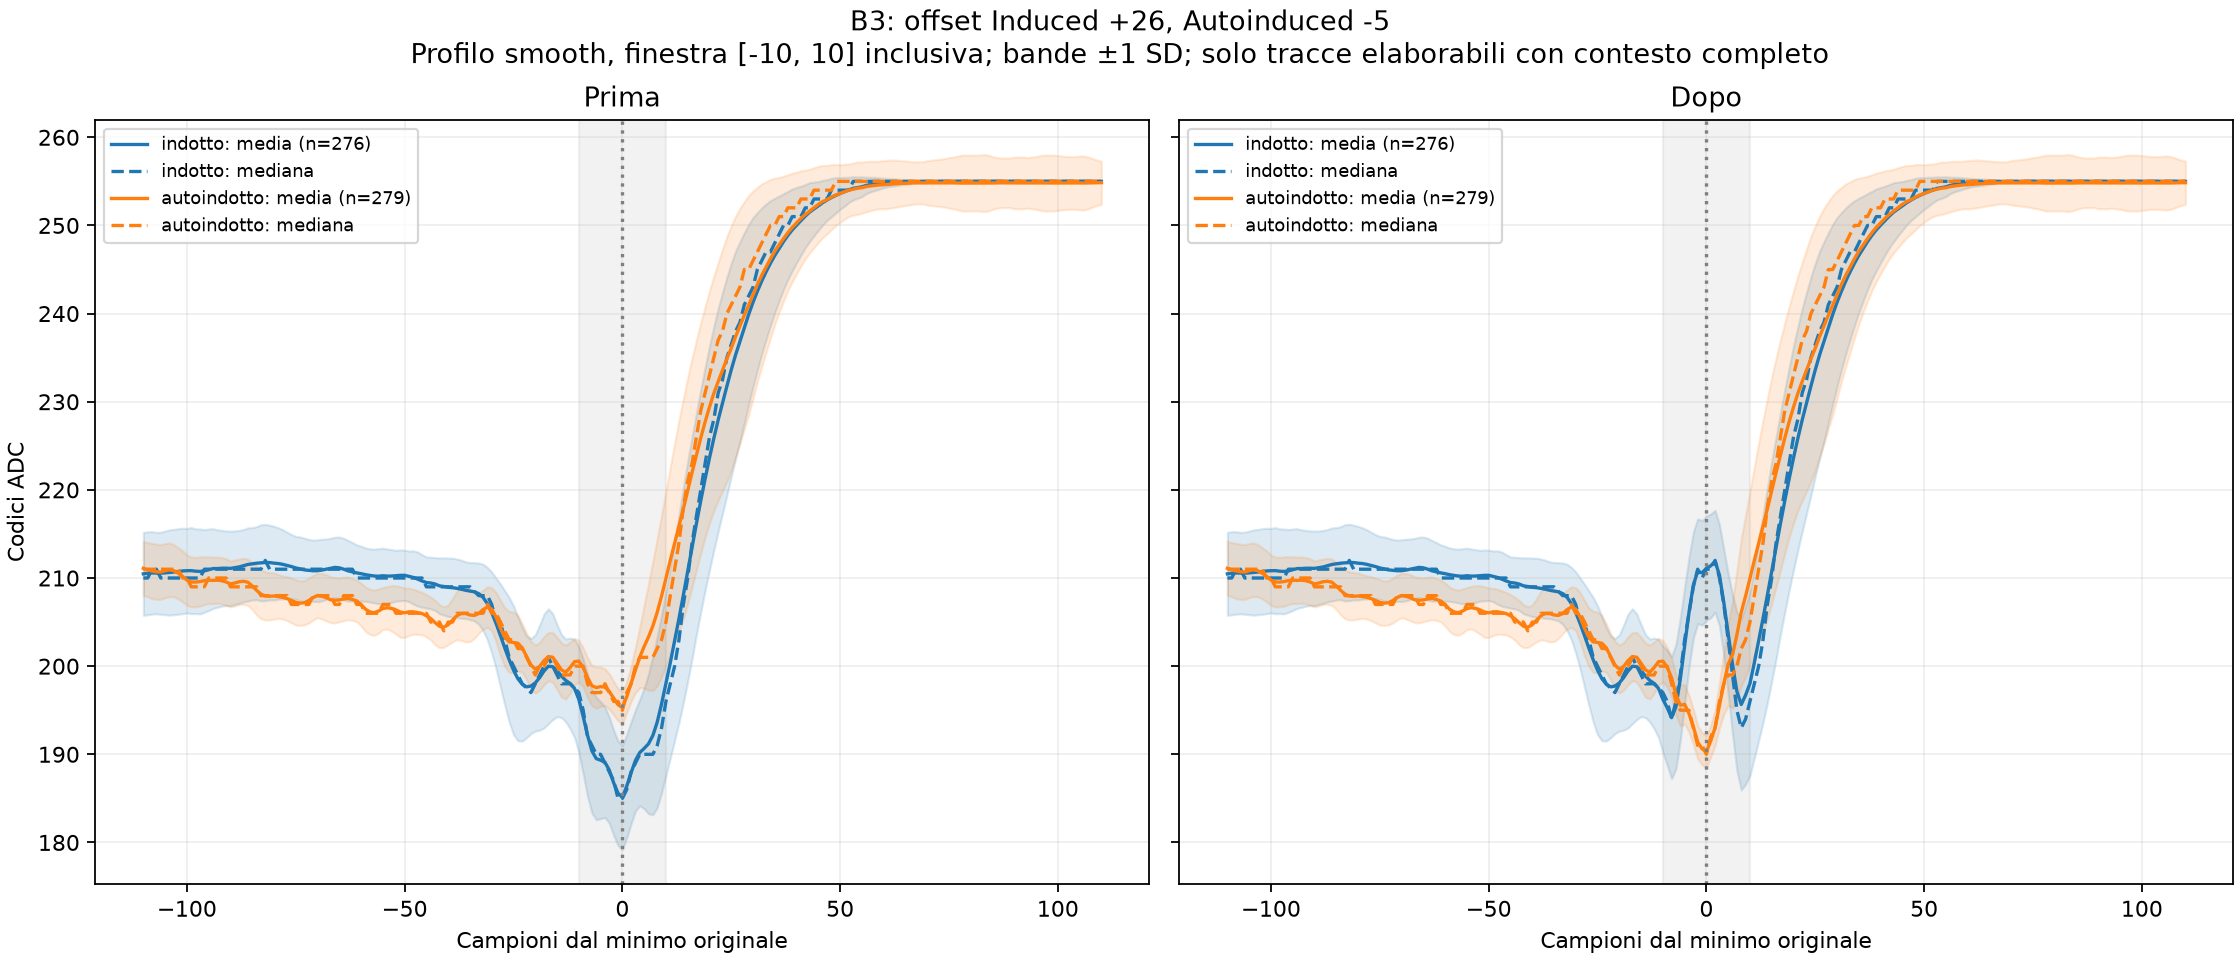 B3: offset Induced +26, Autoinduced -5
Profilo smooth, finestra [-10, 10] inclusiva; bande ±1 SD; solo tracce elaborabili con contesto completo
Prima
indotto: media (n=276)
indotto: mediana
autoindotto: media (n=279)
autoindotto: mediana
260
250
240
230
220
210
200
190
180
Codici ADC
−100
−50
0
50
100
Campioni dal minimo originale
Dopo
indotto: media (n=276)
indotto: mediana
autoindotto: media (n=279)
autoindotto: mediana
−100
−50
0
50
100
Campioni dal minimo originale